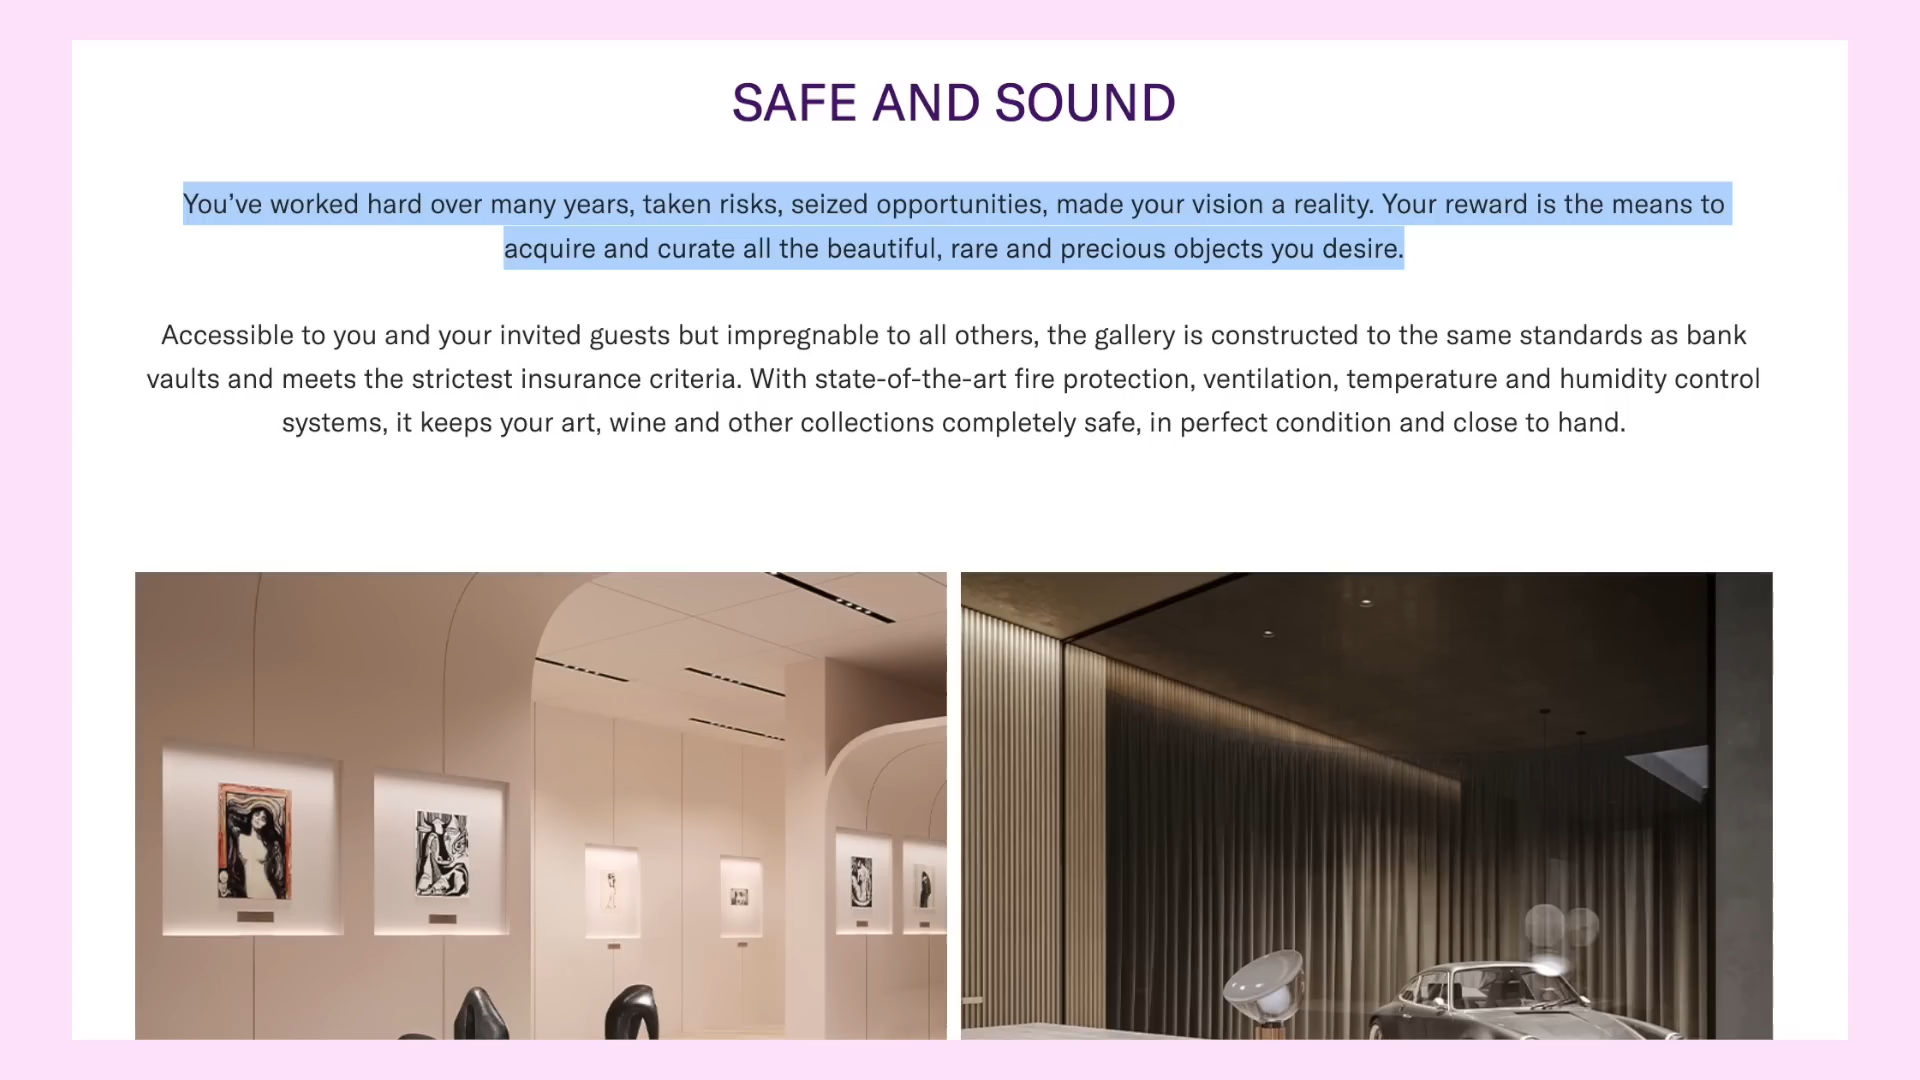 SAFE AND SOUND
You’ve worked hard over many years, taken risks, seized opportunities, made your vision a reality. Your reward is the means to
acquire and curate all the beautiful, rare and precious objects you desire.
Accessible to you and your invited guests but impregnable to all others, the gallery is constructed to the same standards as bank
vaults and meets the strictest insurance criteria. With state-of-the-art fire protection, ventilation, temperature and humidity control
systems, it keeps your art, wine and other collections completely safe, in perfect condition and close to hand.